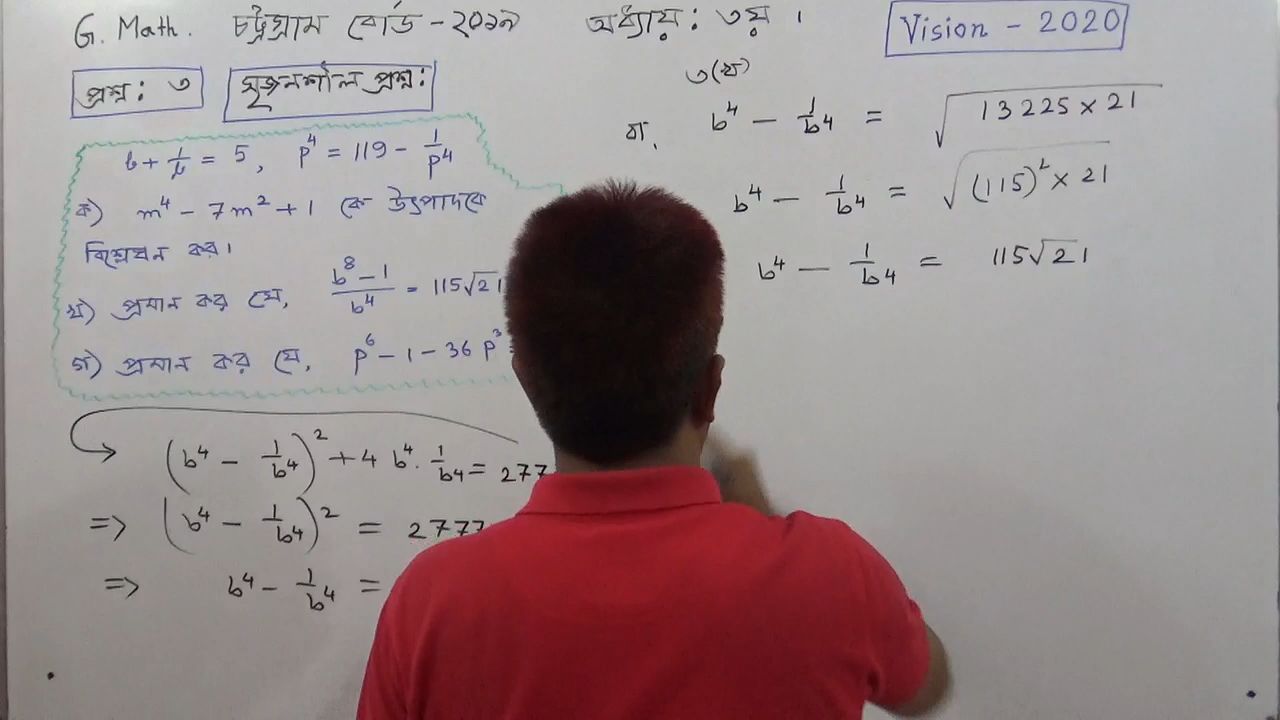 G. Math. চট্টগ্রাম বোর্ড - ২০১৯ অধ্যায়: ৩য়।
Vision - 2020
প্রশ্ন: ৩ সৃজনশীল প্রশ্ন:
b + 1/b = 5, p⁴ = 119 - 1/p⁴
ক) m⁴ - 7m² + 1 কে উৎপাদকে
বিশ্লেষন কর।
খ) প্রমান কর যে, (b⁸ - 1)/b⁴ = 115√21
গ) প্রমান কর যে, p⁶ - 1 - 36 p³
(b⁴ - 1/b⁴)² + 4 b⁴ . 1/b⁴ = 277
=> (b⁴ - 1/b⁴)² = 2777
=> b⁴ - 1/b⁴ =
৩(খ)
বা, b⁴ - 1/b⁴ = √(13225 × 21)
b⁴ - 1/b⁴ = √((115)² × 21)
b⁴ - 1/b⁴ = 115√21